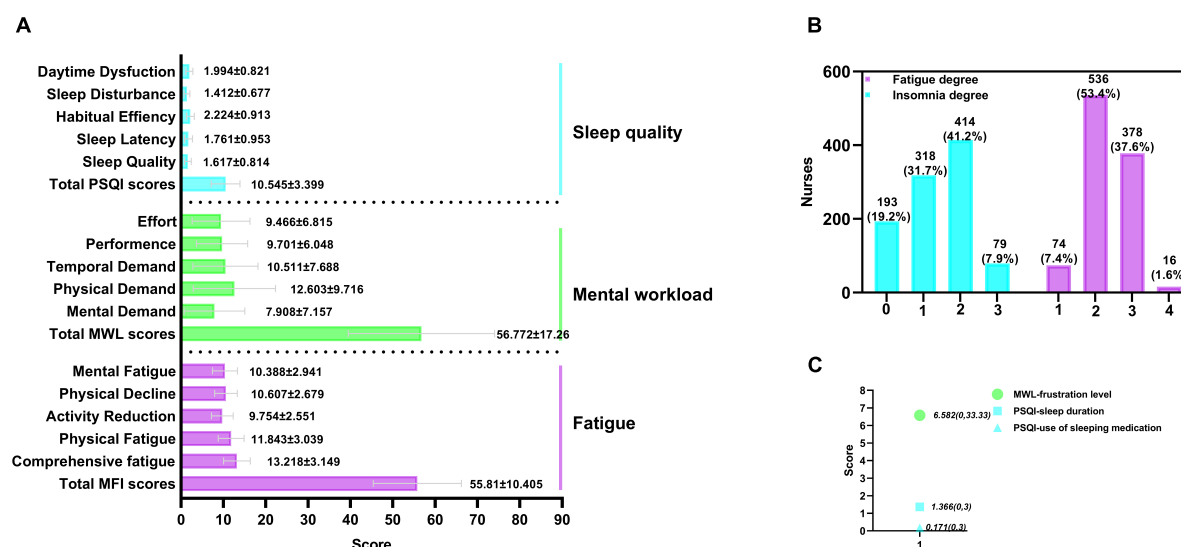 A
Daytime Dysfuction 1.994±0.821
Sleep Disturbance 1.412±0.677
Habitual Effiency 2.224±0.913
Sleep Latency 1.761±0.953
Sleep Quality 1.617±0.814
Total PSQI scores 10.545±3.399
Sleep quality
Effort 9.466±6.815
Performence 9.701±6.048
Temporal Demand 10.511±7.688
Physical Demand 12.603±9.716
Mental Demand 7.908±7.157
Total MWL scores 56.772±17.26
Mental workload
Mental Fatigue 10.388±2.941
Physical Decline 10.607±2.679
Activity Reduction 9.754±2.551
Physical Fatigue 11.843±3.039
Comprehensive fatigue 13.218±3.149
Total MFI scores 55.81±10.405
Fatigue
0 10 20 30 40 50 60 70 80 90
Score
B
Fatigue degree
Insomnia degree
Nurses
600
400
200
0
193
(19.2%)
318
(31.7%)
414
(41.2%)
79
(7.9%)
74
(7.4%)
536
(53.4%)
378
(37.6%)
16
(1.6%)
0 1 2 3 1 2 3 4
C
Score
8
7
6
5
4
3
2
1
0
6.582(0,33.33)
1.366(0,3)
0.171(0.3)
1
MWL-frustration level
PSQI-sleep duration
PSQI-use of sleeping medication